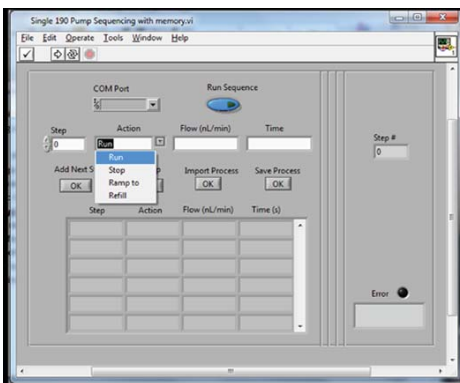 Single 190 Pump Sequencing with memory.vi
File Edit Operate Tools Window Help
COM Port
Run Sequence
Step
Action
Flow (nL/min)
Time
Step #
0
Run
0
Run
Stop
Ramp to
Refill
Add Next S
p
Import Process
Save Process
OK
OK
OK
Step
Action
Flow (nL/min)
Time (s)
Error